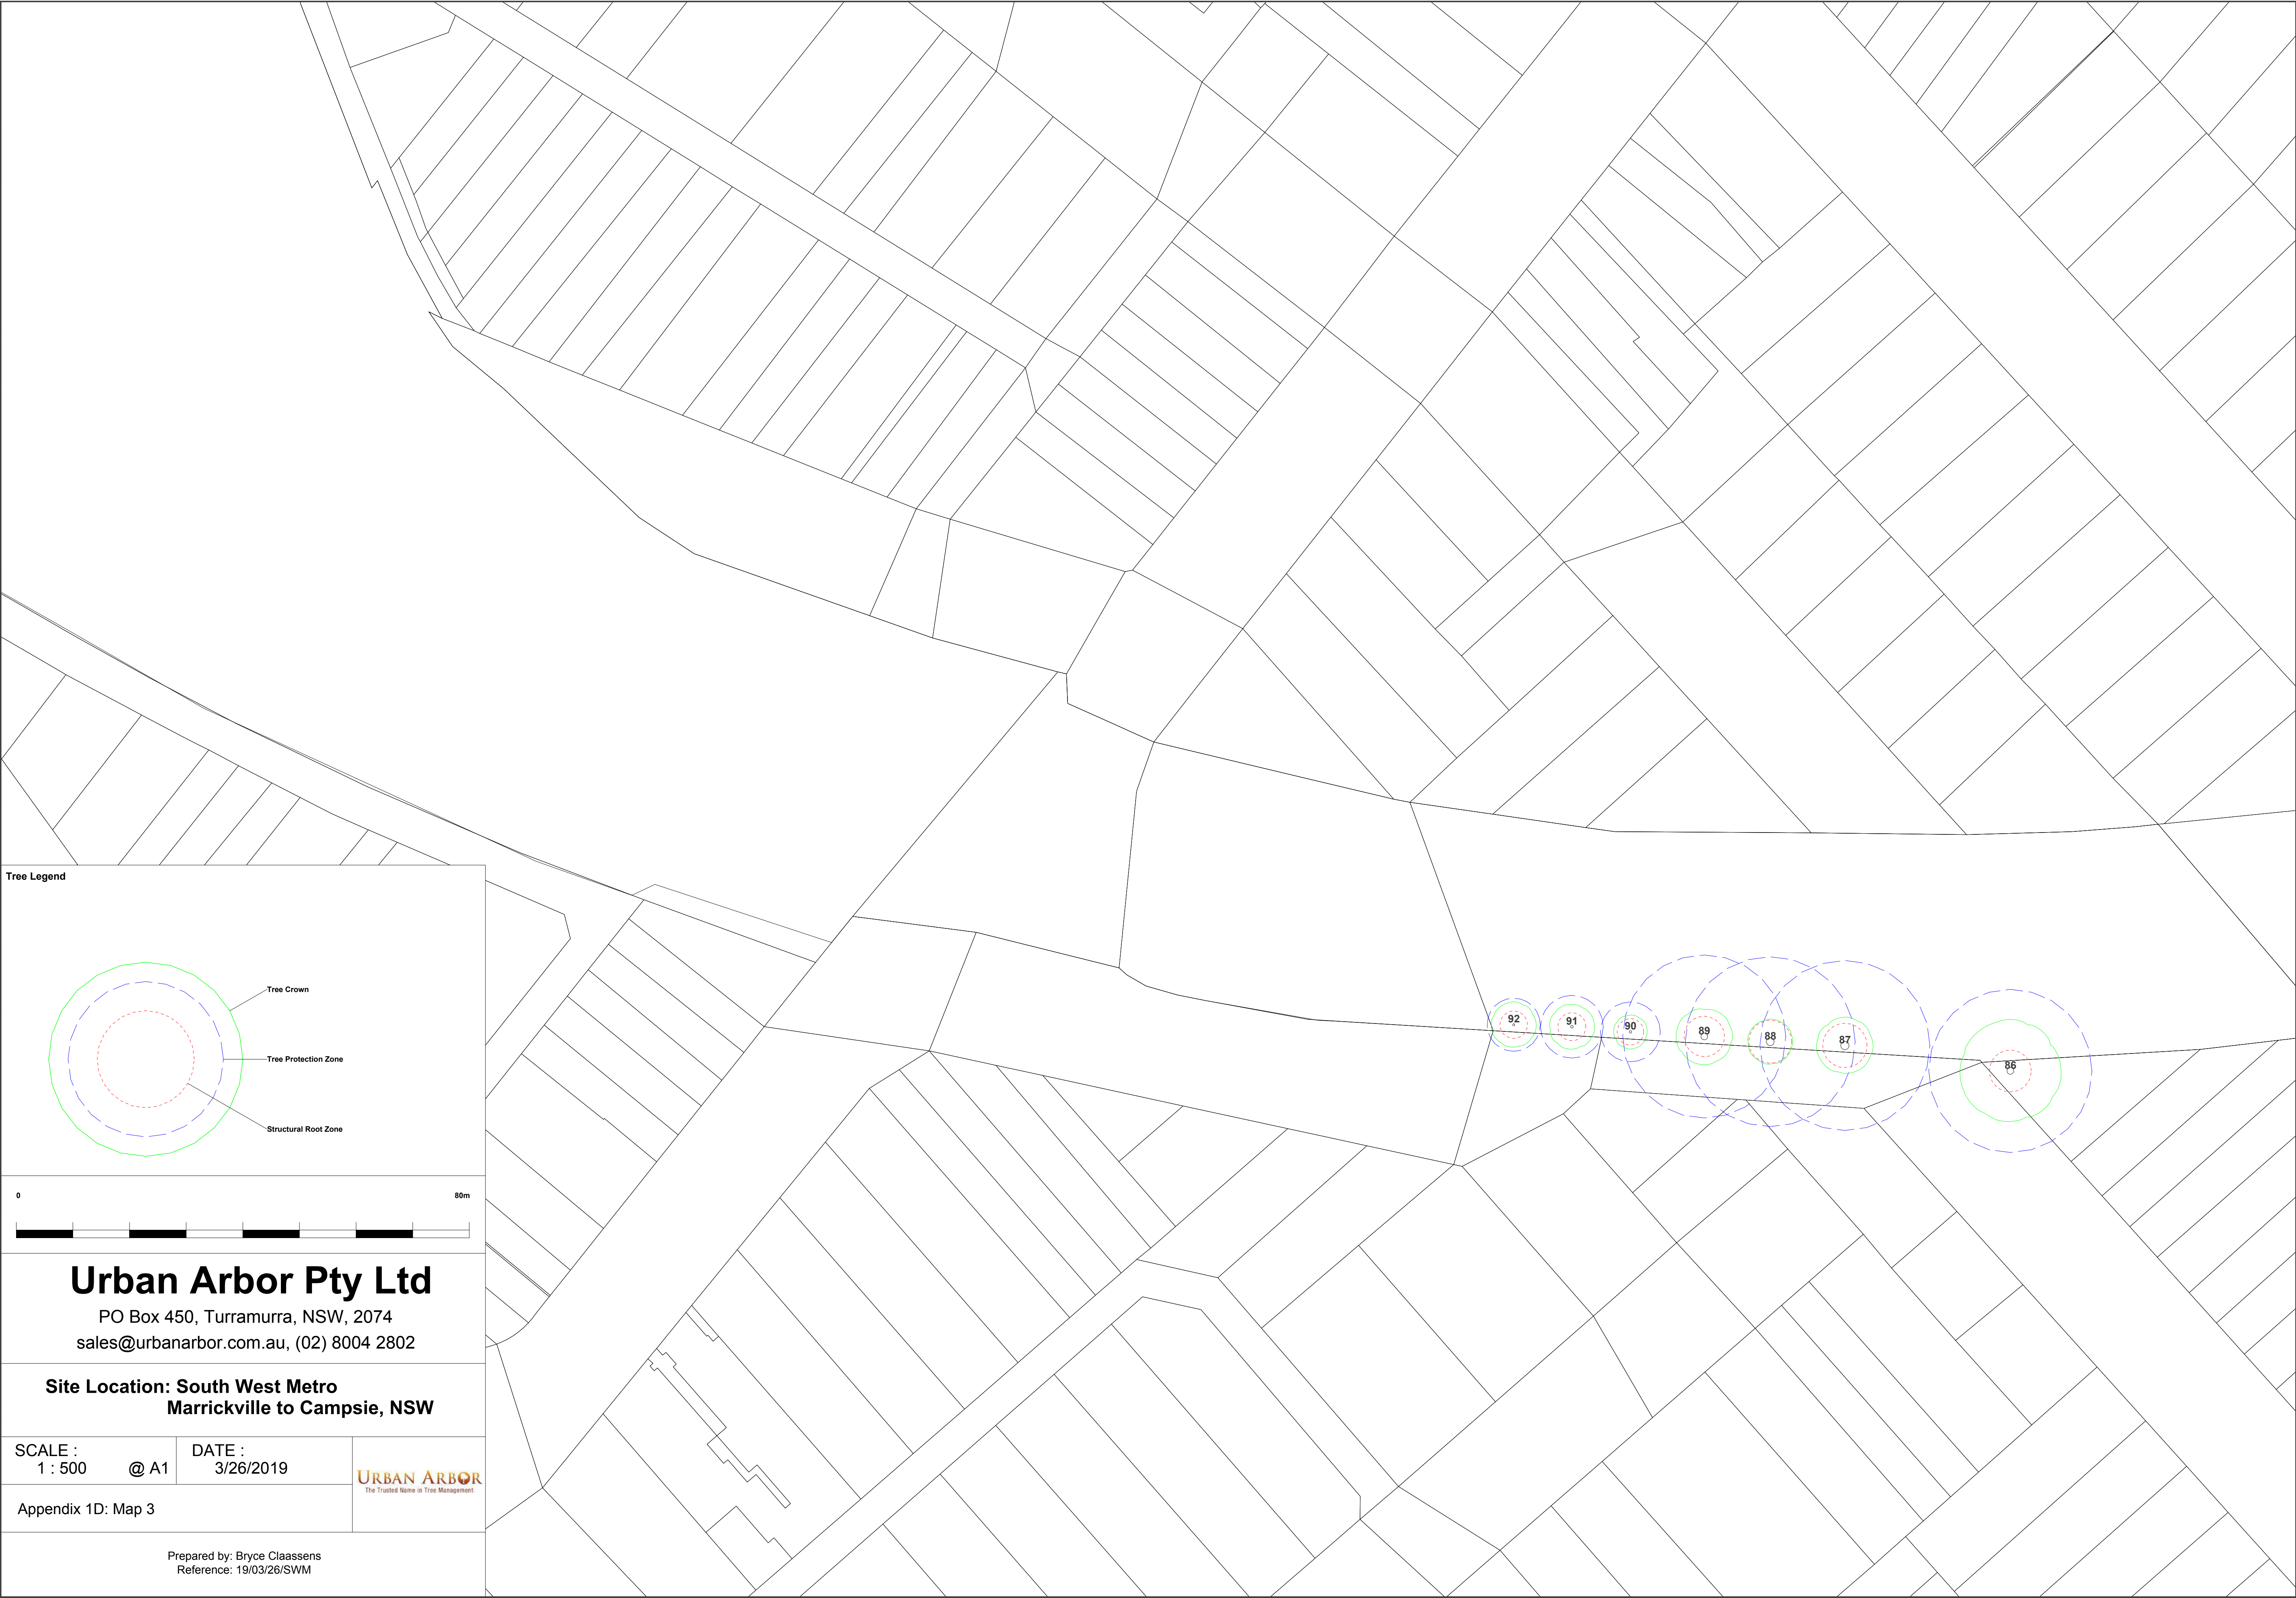 92
91
90
89
88
87
86
Tree Legend
Tree Crown
Tree Protection Zone
Structural Root Zone
0 80m
Urban Arbor Pty Ltd
PO Box 450, Turramurra, NSW, 2074
sales@urbanarbor.com.au, (02) 8004 2802
Site Location: South West Metro
Marrickville to Campsie, NSW
SCALE :
1 : 500 @ A1
DATE :
3/26/2019
URBAN ARBOR
The Trusted Name in Tree Management
Appendix 1D: Map 3
Prepared by: Bryce Claassens
Reference: 19/03/26/SWM